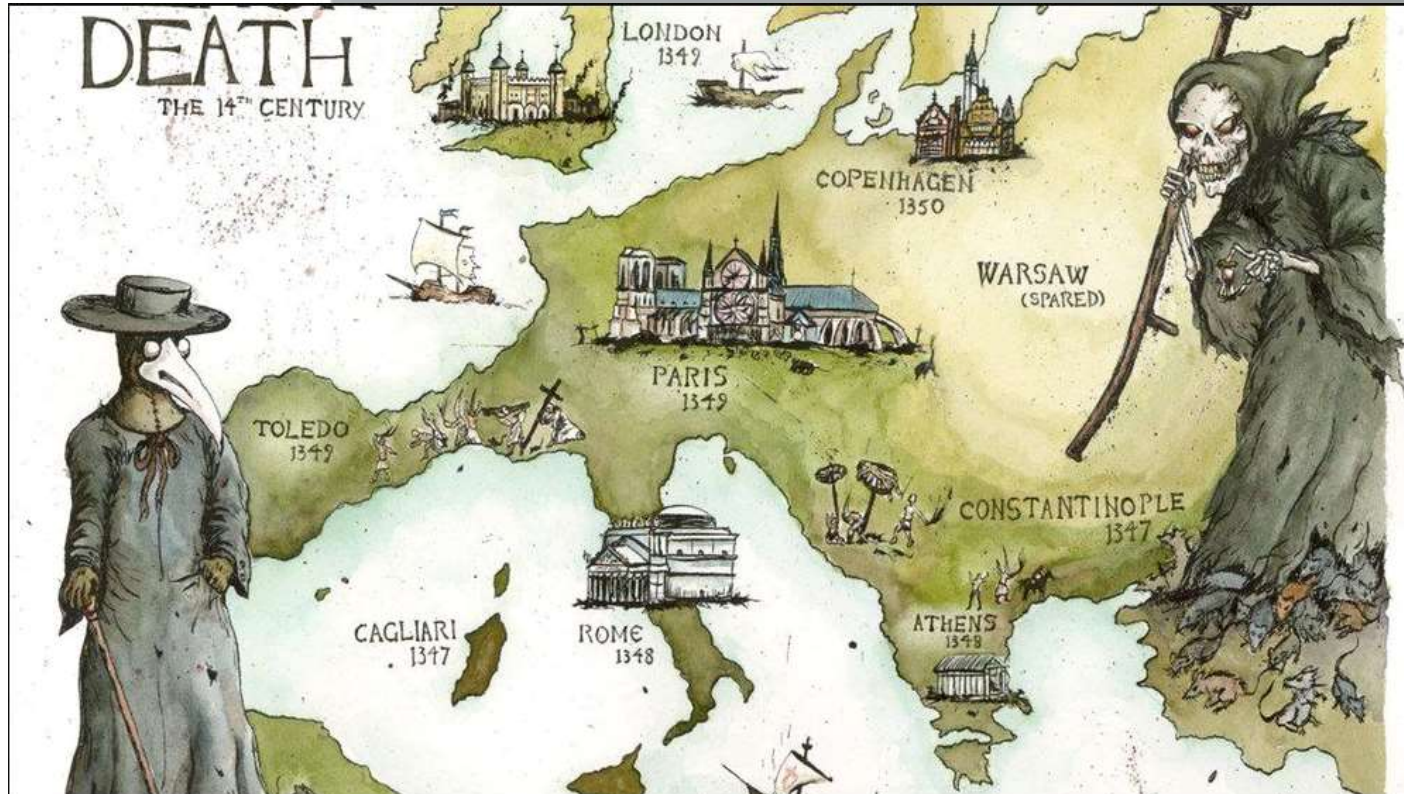 DEATH
THE 14TH CENTURY
LONDON
1349
COPENHAGEN
1350
WARSAW
(SPARED)
PARIS
1349
TOLEDO
1349
CONSTANTINOPLE
1347
CAGLIARI
1347
ROME
1348
ATHENS
1348